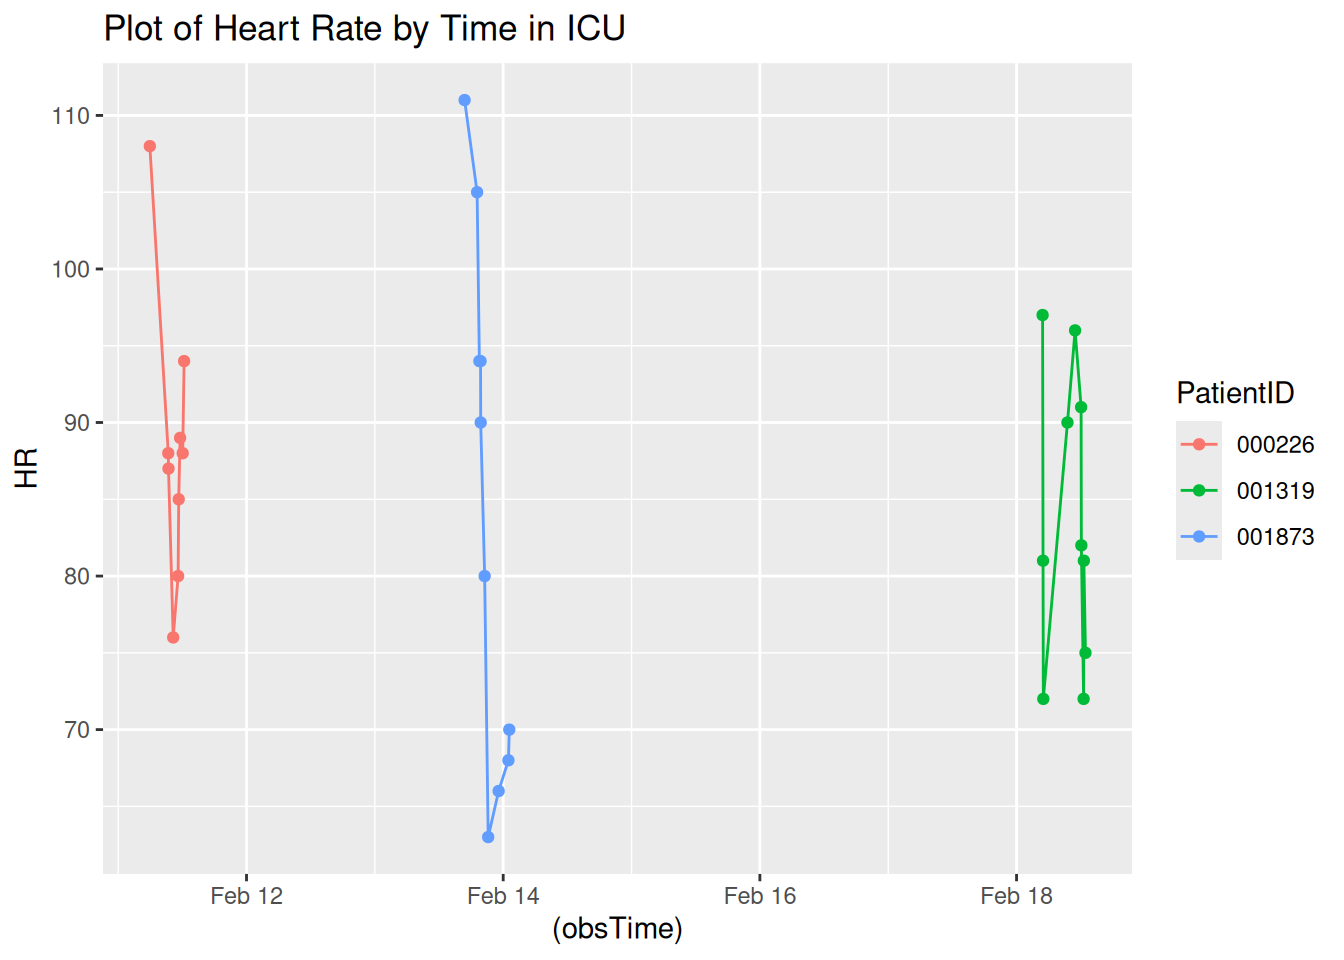 Plot of Heart Rate by Time in ICU
110
100
90
80
70
HR
Feb 12
Feb 14
Feb 16
Feb 18
(obsTime)
PatientID
000226
001319
001873